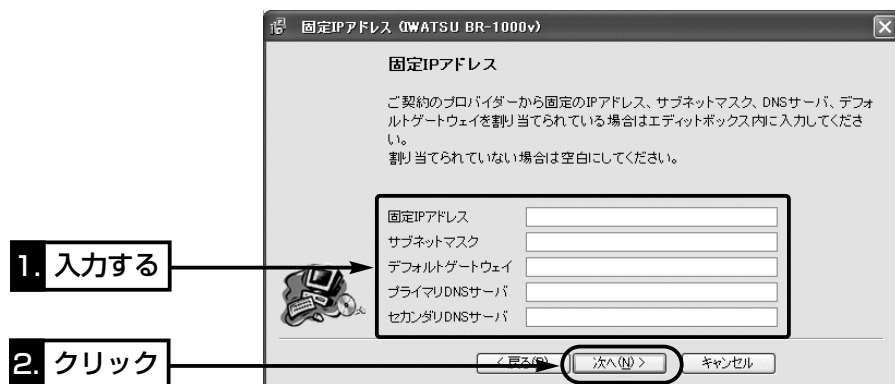 固定IPアドレス (IWATSU BR-1000v)
固定IPアドレス
ご契約のプロバイダーから固定のIPアドレス、サブネットマスク、DNSサーバ、デフォ
ルトゲートウェイを割り当てられている場合はエディットボックス内に入力してくださ
い。
割り当てられていない場合は空白にしてください。
固定IPアドレス
サブネットマスク
デフォルトゲートウェイ
プライマリDNSサーバ
セカンダリDNSサーバ
1. 入力する
2. クリック
< 戻る(B) 次へ(N) > キャンセル